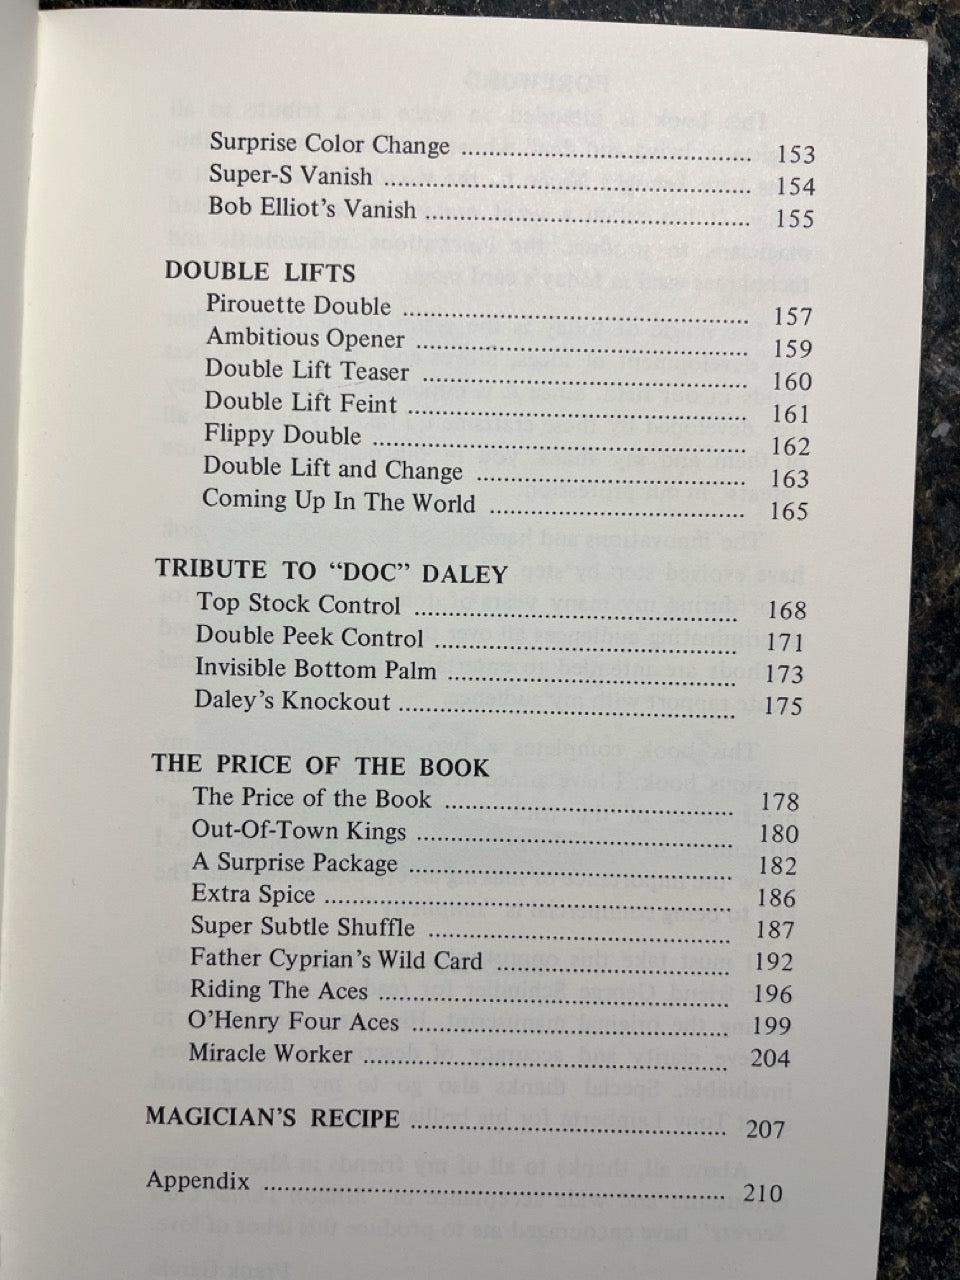 Surprise Color Change ........................................ 153
Super-S Vanish ................................................... 154
Bob Elliot's Vanish ............................................. 155
DOUBLE LIFTS
Pirouette Double ................................................ 157
Ambitious Opener .............................................. 159
Double Lift Teaser ............................................. 160
Double Lift Feint ............................................... 161
Flippy Double .................................................... 162
Double Lift and Change ..................................... 163
Coming Up In The World ................................... 165
TRIBUTE TO “DOC” DALEY
Top Stock Control ............................................. 168
Double Peek Control .......................................... 171
Invisible Bottom Palm ........................................ 173
Daley's Knockout ............................................... 175
THE PRICE OF THE BOOK
The Price of the Book ........................................ 178
Out-Of-Town Kings ............................................ 180
A Surprise Package ............................................. 182
Extra Spice ......................................................... 186
Super Subtle Shuffle .......................................... 187
Father Cyprian's Wild Card ................................ 192
Riding The Aces ................................................. 196
O'Henry Four Aces ............................................ 199
Miracle Worker ................................................... 204
MAGICIAN'S RECIPE ............................................ 207
Appendix ................................................................ 210